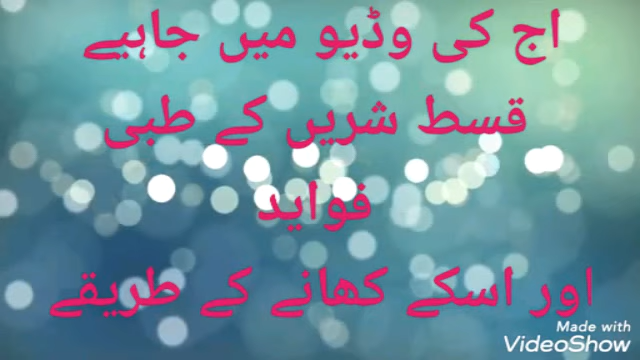 اج کی وڈیو میں جاہیے
قسط شریں کے طبی
فواید
اور اسکے کھانے کے طریقے
Made with
VideoShow